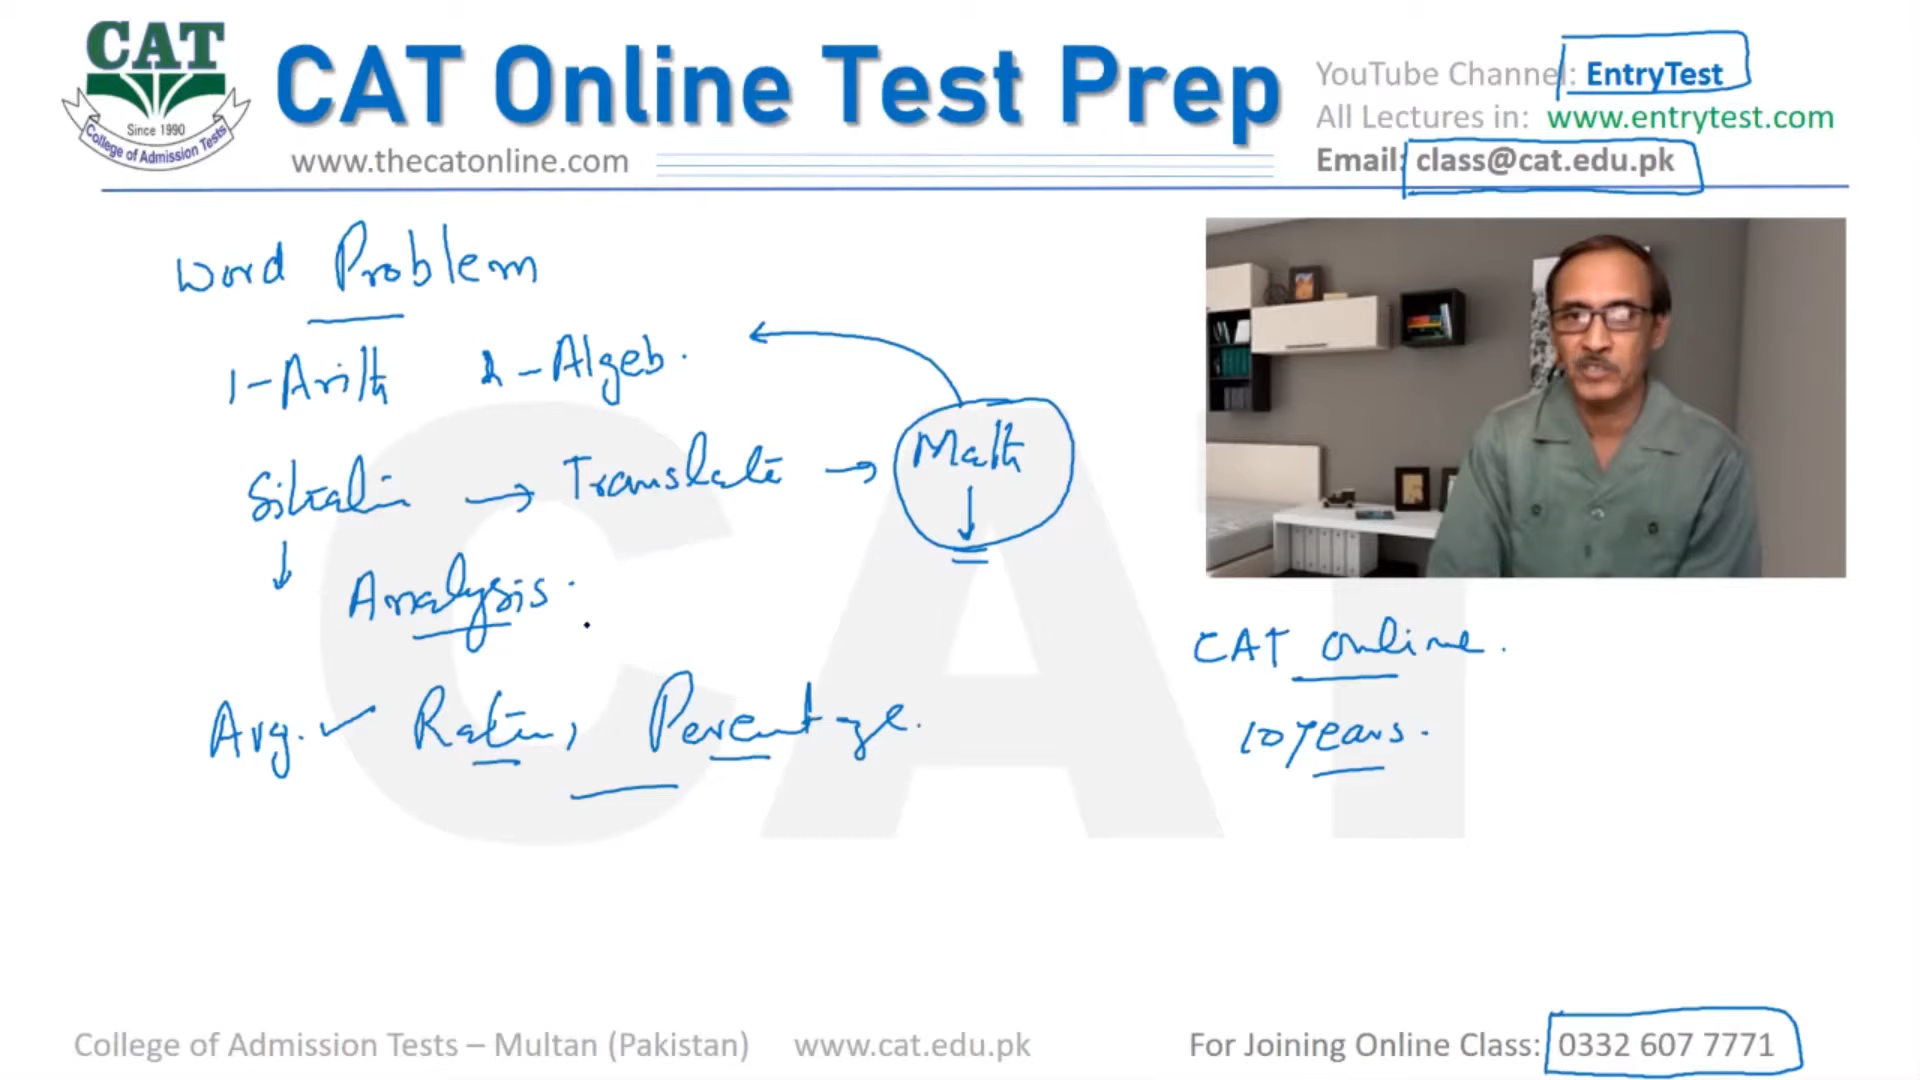 CAT
Since 1990
College of Admission Tests
CAT Online Test Prep
www.thecatonline.com
YouTube Channel: EntryTest
All Lectures in: www.entrytest.com
Email: class@cat.edu.pk
Word Problem
1-Arith 2-Algeb.
→ Translate → Math
Analysis.
Avg. ✓ Ratio, Percentage.
CAT online.
10 years.
CAT
College of Admission Tests – Multan (Pakistan) www.cat.edu.pk
For Joining Online Class: 0332 607 7771